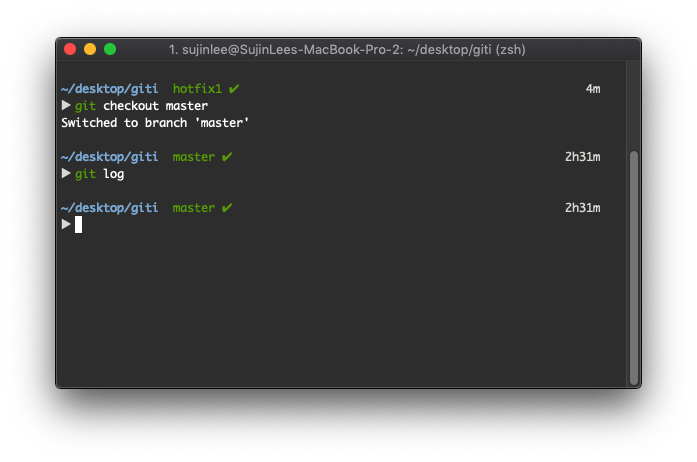 1. sujinlee@SujinLees-MacBook-Pro-2: ~/desktop/giti (zsh)
~/desktop/giti hotfix1 ✔ 4m
▶ git checkout master
Switched to branch 'master'
~/desktop/giti master ✔ 2h31m
▶ git log
~/desktop/giti master ✔ 2h31m
▶